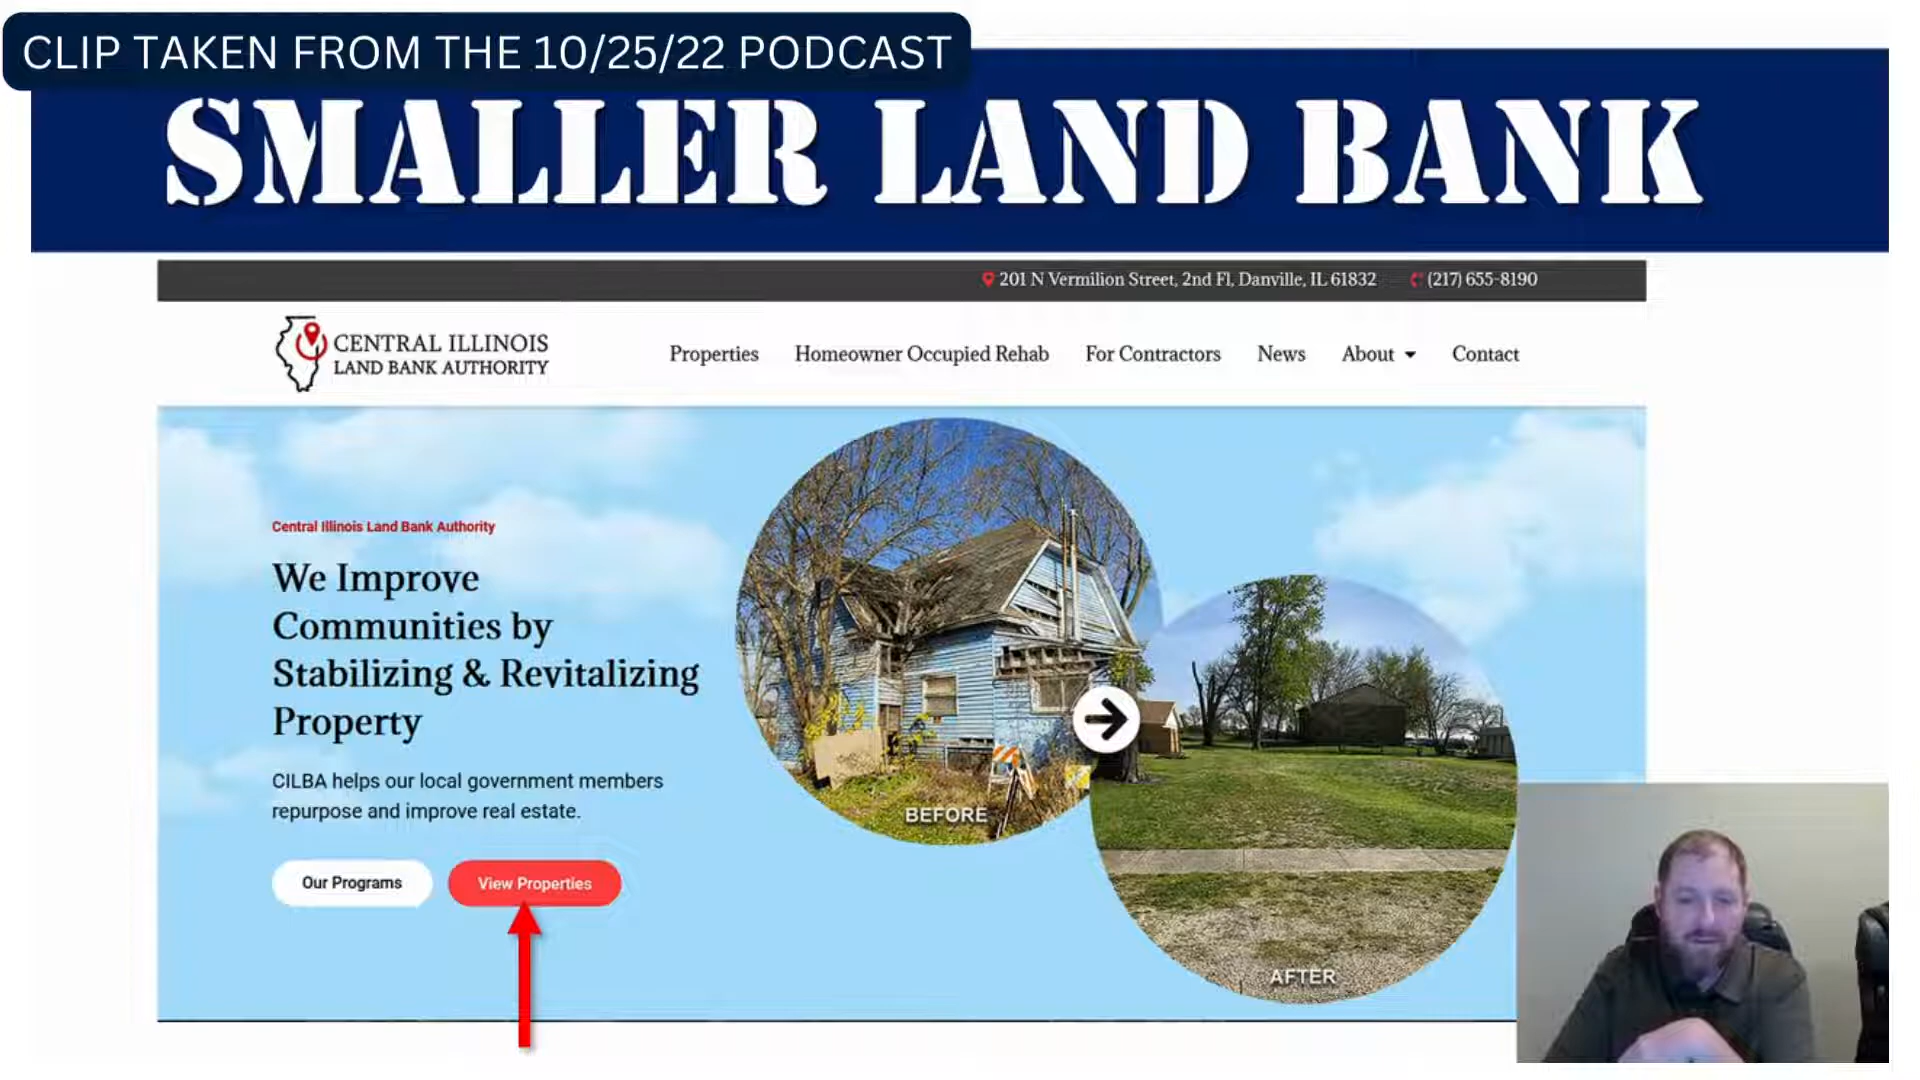 CLIP TAKEN FROM THE 10/25/22 PODCAST
SMALLER LAND BANK
201 N Vermilion Street, 2nd Fl, Danville, IL 61832 (217) 655-8190
CENTRAL ILLINOIS
LAND BANK AUTHORITY
Properties Homeowner Occupied Rehab For Contractors News About Contact
Central Illinois Land Bank Authority
We Improve
Communities by
Stabilizing & Revitalizing
Property
CILBA helps our local government members
repurpose and improve real estate.
Our Programs View Properties
BEFORE
AFTER